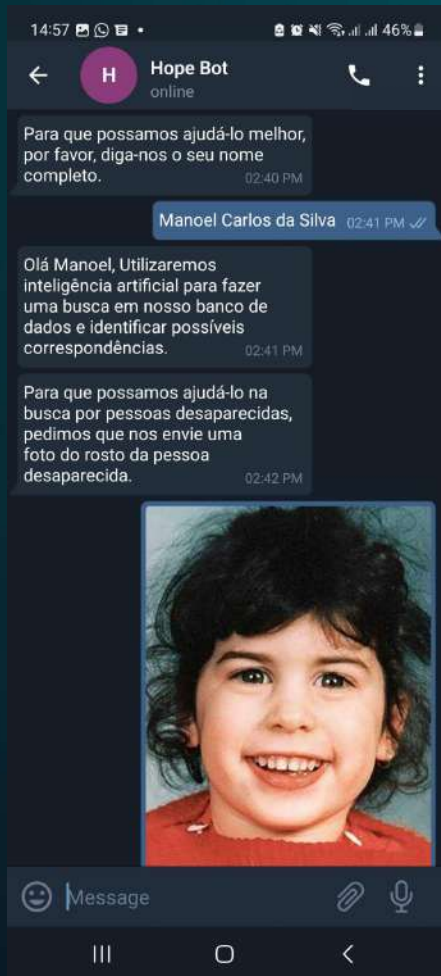 14:57 46%
Hope Bot
online
Para que possamos ajudá-lo melhor,
por favor, diga-nos o seu nome
completo. 02:40 PM
Manoel Carlos da Silva 02:41 PM
Olá Manoel, Utilizaremos
inteligência artificial para fazer
uma busca em nosso banco de
dados e identificar possíveis
correspondências. 02:41 PM
Para que possamos ajudá-lo na
busca por pessoas desaparecidas,
pedimos que nos envie uma
foto do rosto da pessoa
desaparecida. 02:42 PM
Message